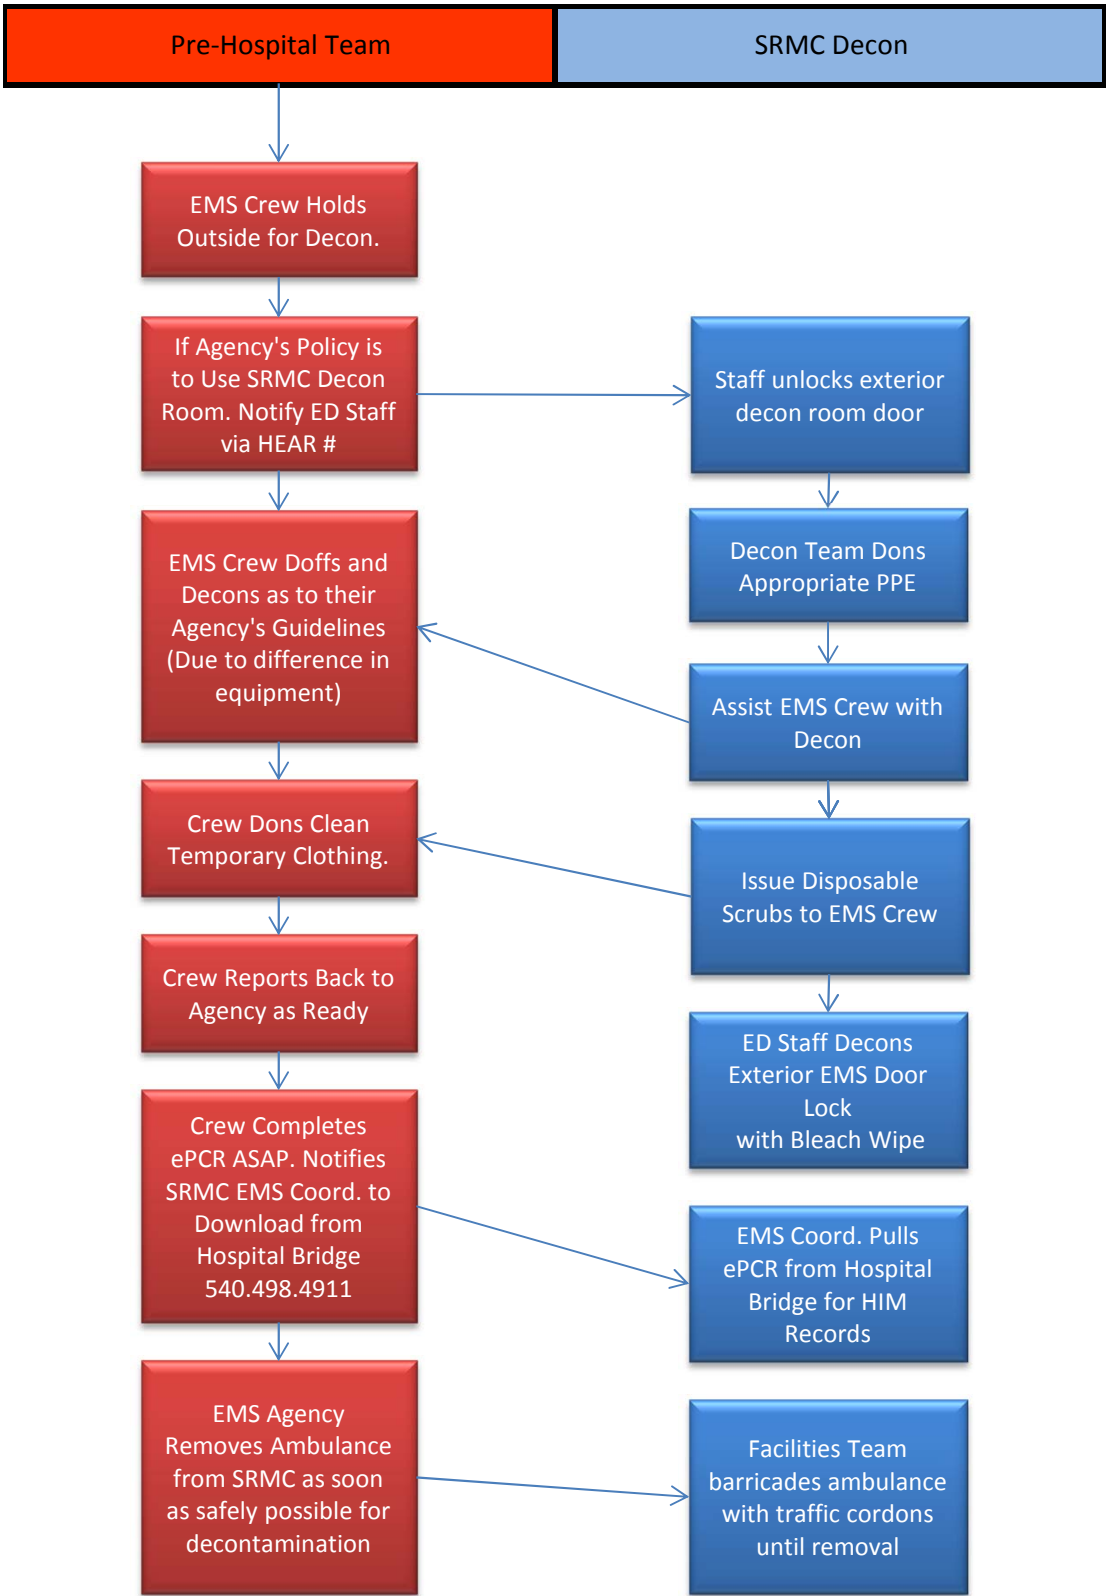 Pre-Hospital Team
SRMC Decon
EMS Crew Holds
Outside for Decon.
If Agency's Policy is
to Use SRMC Decon
Room. Notify ED Staff
via HEAR #
Staff unlocks exterior
decon room door
EMS Crew Doffs and
Decons as to their
Agency's Guidelines
(Due to difference in
equipment)
Decon Team Dons
Appropriate PPE
Assist EMS Crew with
Decon
Crew Dons Clean
Temporary Clothing.
Issue Disposable
Scrubs to EMS Crew
Crew Reports Back to
Agency as Ready
ED Staff Decons
Exterior EMS Door
Lock
with Bleach Wipe
Crew Completes
ePCR ASAP. Notifies
SRMC EMS Coord. to
Download from
Hospital Bridge
540.498.4911
EMS Coord. Pulls
ePCR from Hospital
Bridge for HIM
Records
EMS Agency
Removes Ambulance
from SRMC as soon
as safely possible for
decontamination
Facilities Team
barricades ambulance
with traffic cordons
until removal